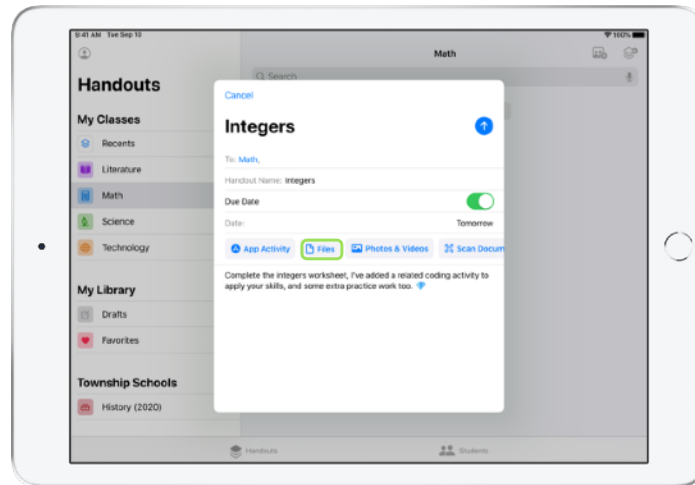 9:41 AM Tue Sep 10
100%
Math
Handouts
Search
My Classes
Recents
Literature
Math
Science
Technology
My Library
Drafts
Favorites
Township Schools
History (2020)
Cancel
Integers
To: Math,
Handout Name: Integers
Due Date
Date: Tomorrow
App Activity Files Photos & Videos Scan Docum
Complete the integers worksheet, I've added a related coding activity to
apply your skills, and some extra practice work too.
Handouts Students